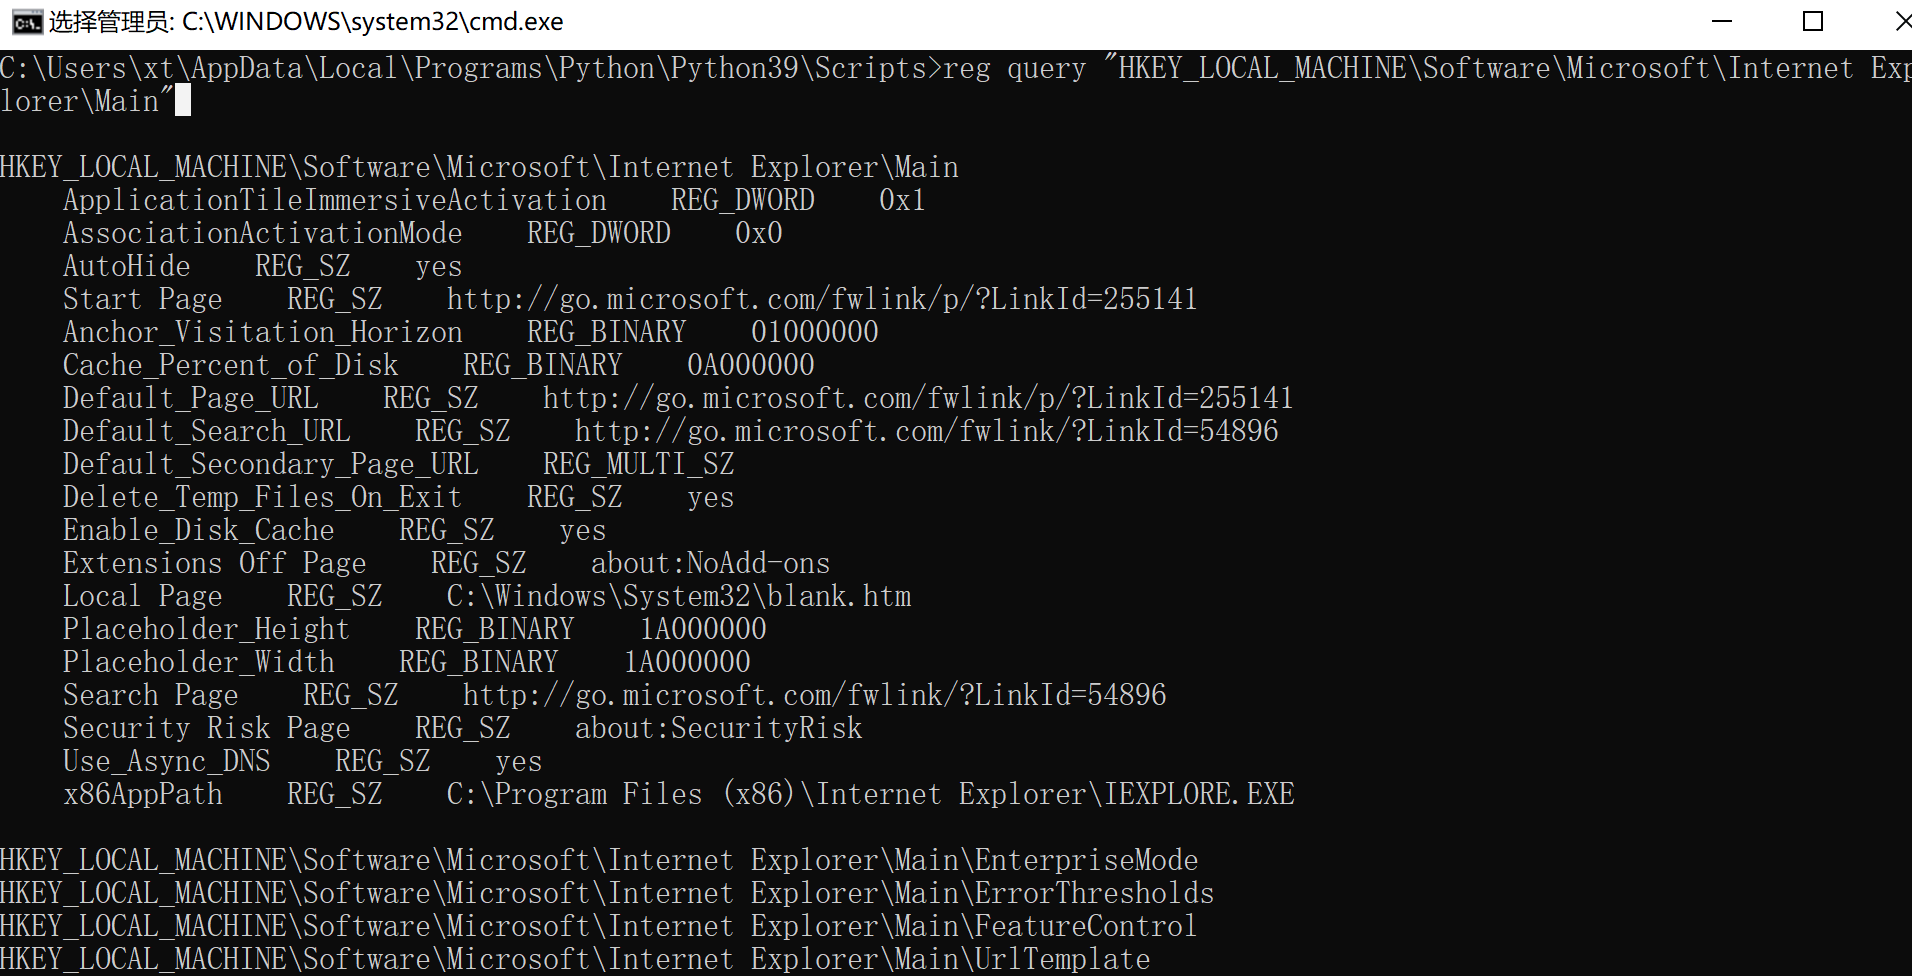 选择管理员: C:\WINDOWS\system32\cmd.exe
C:\Users\xt\AppData\Local\Programs\Python\Python39\Scripts>reg query "HKEY_LOCAL_MACHINE\Software\Microsoft\Internet Exp
lorer\Main"
HKEY_LOCAL_MACHINE\Software\Microsoft\Internet Explorer\Main
    ApplicationTileImmersiveActivation    REG_DWORD    0x1
    AssociationActivationMode    REG_DWORD    0x0
    AutoHide    REG_SZ    yes
    Start Page    REG_SZ    http://go.microsoft.com/fwlink/p/?LinkId=255141
    Anchor_Visitation_Horizon    REG_BINARY    01000000
    Cache_Percent_of_Disk    REG_BINARY    0A000000
    Default_Page_URL    REG_SZ    http://go.microsoft.com/fwlink/p/?LinkId=255141
    Default_Search_URL    REG_SZ    http://go.microsoft.com/fwlink/?LinkId=54896
    Default_Secondary_Page_URL    REG_MULTI_SZ
    Delete_Temp_Files_On_Exit    REG_SZ    yes
    Enable_Disk_Cache    REG_SZ    yes
    Extensions Off Page    REG_SZ    about:NoAdd-ons
    Local Page    REG_SZ    C:\Windows\System32\blank.htm
    Placeholder_Height    REG_BINARY    1A000000
    Placeholder_Width    REG_BINARY    1A000000
    Search Page    REG_SZ    http://go.microsoft.com/fwlink/?LinkId=54896
    Security Risk Page    REG_SZ    about:SecurityRisk
    Use_Async_DNS    REG_SZ    yes
    x86AppPath    REG_SZ    C:\Program Files (x86)\Internet Explorer\IEXPLORE.EXE
HKEY_LOCAL_MACHINE\Software\Microsoft\Internet Explorer\Main\EnterpriseMode
HKEY_LOCAL_MACHINE\Software\Microsoft\Internet Explorer\Main\ErrorThresholds
HKEY_LOCAL_MACHINE\Software\Microsoft\Internet Explorer\Main\FeatureControl
HKEY_LOCAL_MACHINE\Software\Microsoft\Internet Explorer\Main\UrlTemplate